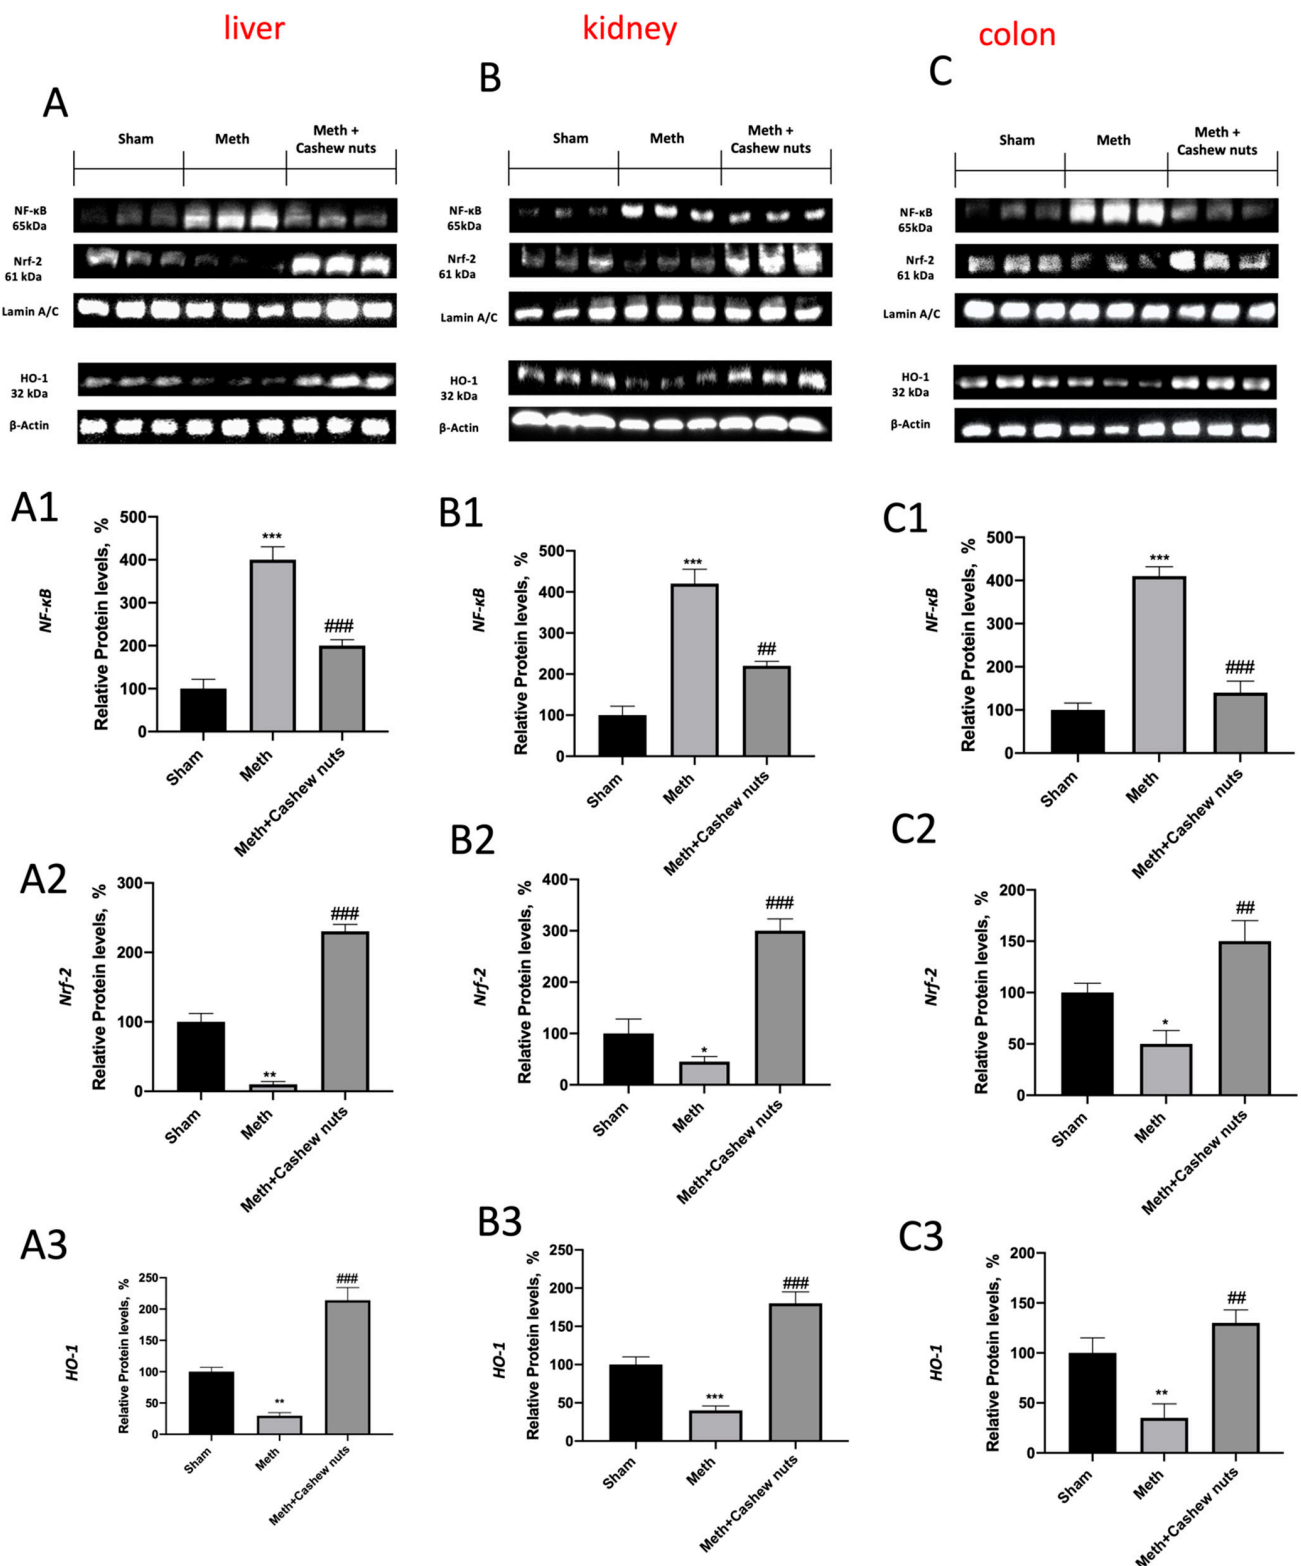 liver
kidney
colon
A
Sham
Meth
Meth +
Cashew nuts
NF-κB
65kDa
Nrf-2
61 kDa
Lamin A/C
HO-1
32 kDa
β-Actin
B
Sham
Meth
Meth +
Cashew nuts
NF-κB
65kDa
Nrf-2
61 kDa
Lamin A/C
HO-1
32 kDa
β-Actin
C
Sham
Meth
Meth +
Cashew nuts
NF-κB
65kDa
Nrf-2
61 kDa
Lamin A/C
HO-1
32 kDa
β-Actin
A1
NF-κB
Relative Protein levels, %
500
400
300
200
100
0
***
###
Sham
Meth
Meth+Cashew nuts
B1
NF-κB
Relative Protein levels, %
500
400
300
200
100
0
***
##
Sham
Meth
Meth+Cashew nuts
C1
NF-κB
Relative Protein levels, %
500
400
300
200
100
0
***
###
Sham
Meth
Meth+Cashew nuts
A2
Nrf-2
Relative Protein levels, %
300
200
100
0
**
###
Sham
Meth
Meth+Cashew nuts
B2
Nrf-2
Relative Protein levels, %
400
300
200
100
0
*
###
Sham
Meth
Meth+Cashew nuts
C2
Nrf-2
Relative Protein levels, %
200
150
100
50
0
*
##
Sham
Meth
Meth+Cashew nuts
A3
HO-1
Relative Protein levels, %
250
200
150
100
50
0
**
###
Sham
Meth
Meth+Cashew nuts
B3
HO-1
Relative Protein levels, %
250
200
150
100
50
0
***
###
Sham
Meth
Meth+Cashew nuts
C3
HO-1
Relative Protein levels, %
200
150
100
50
0
**
##
Sham
Meth
Meth+Cashew nuts